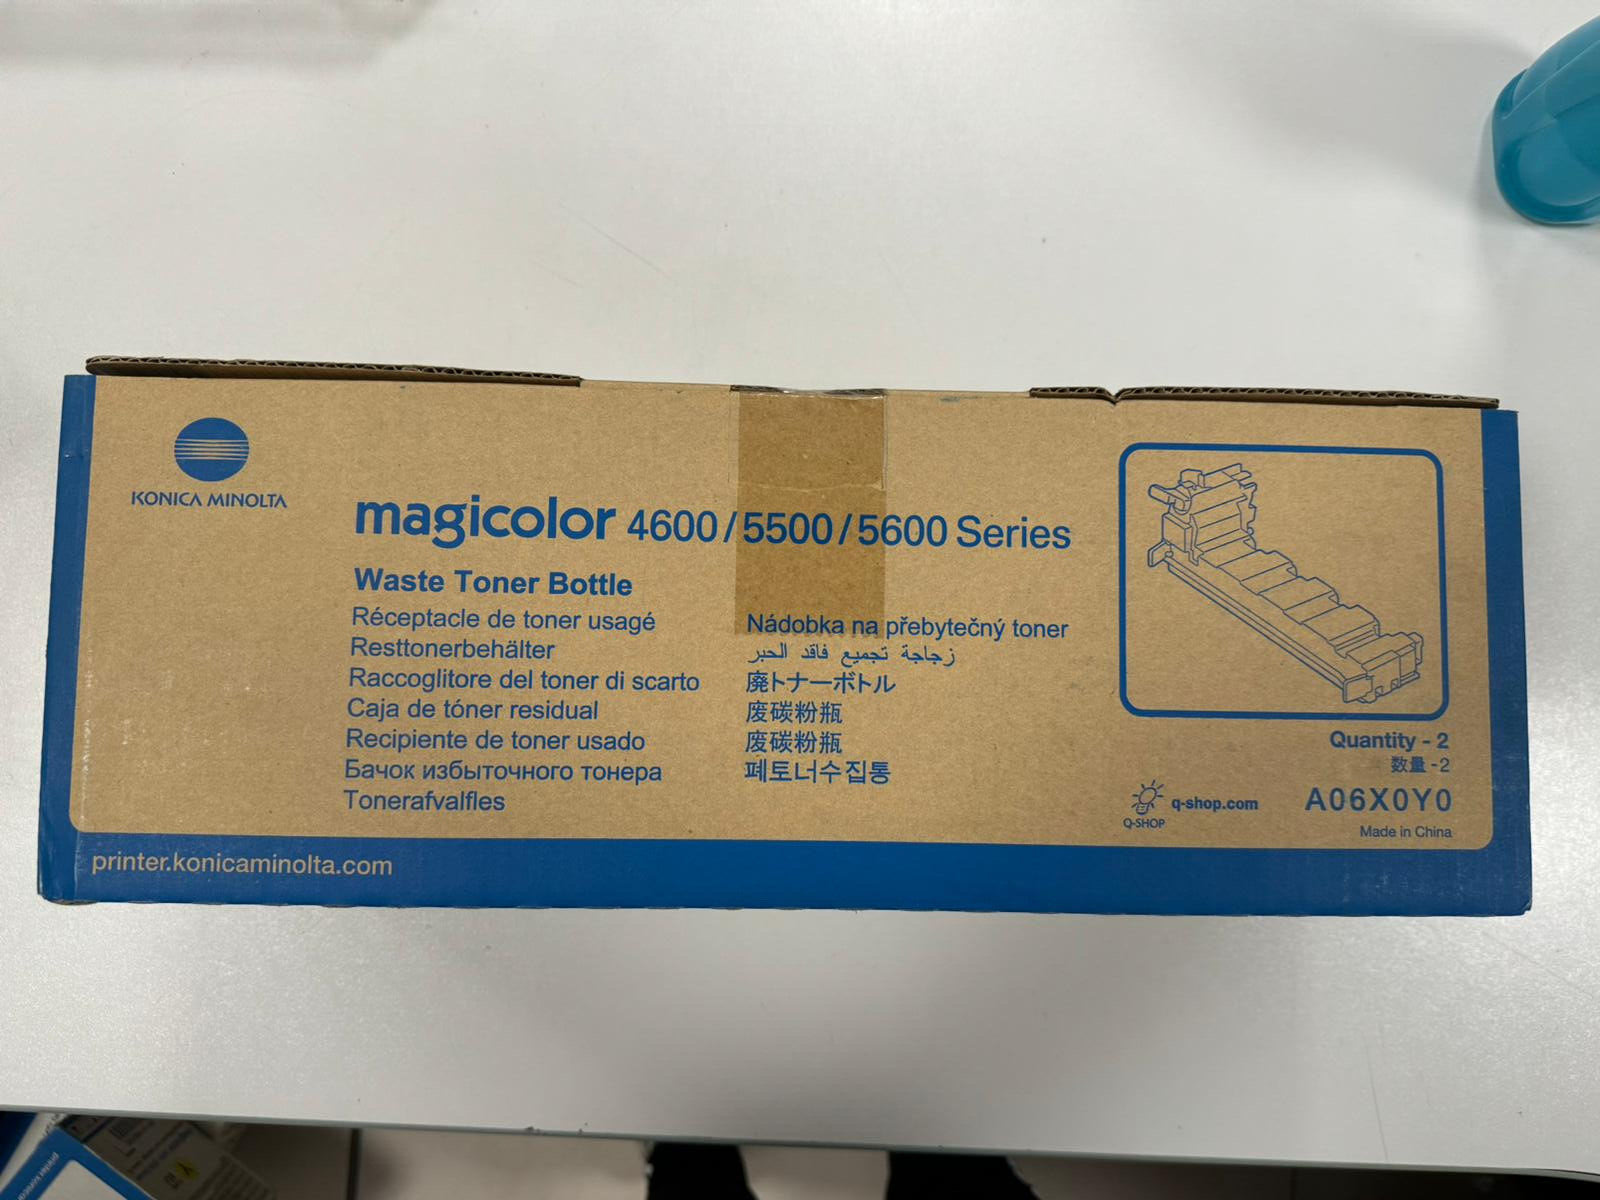 KONICA MINOLTA
magicolor 4600/5500/5600 Series
Waste Toner Bottle
Réceptacle de toner usagé
Resttonerbehälter
Raccoglitore del toner di scarto
Caja de tóner residual
Recipiente de toner usado
Бачок избыточного тонера
Tonerafvalfles
Nádobka na přebytečný toner
زجاجة تجميع فاقد الحبر
廃トナーボトル
废碳粉瓶
废碳粉瓶
폐토너수집통
Quantity - 2
数量 -2
Q-SHOP
q-shop.com
A06X0Y0
Made in China
printer.konicaminolta.com